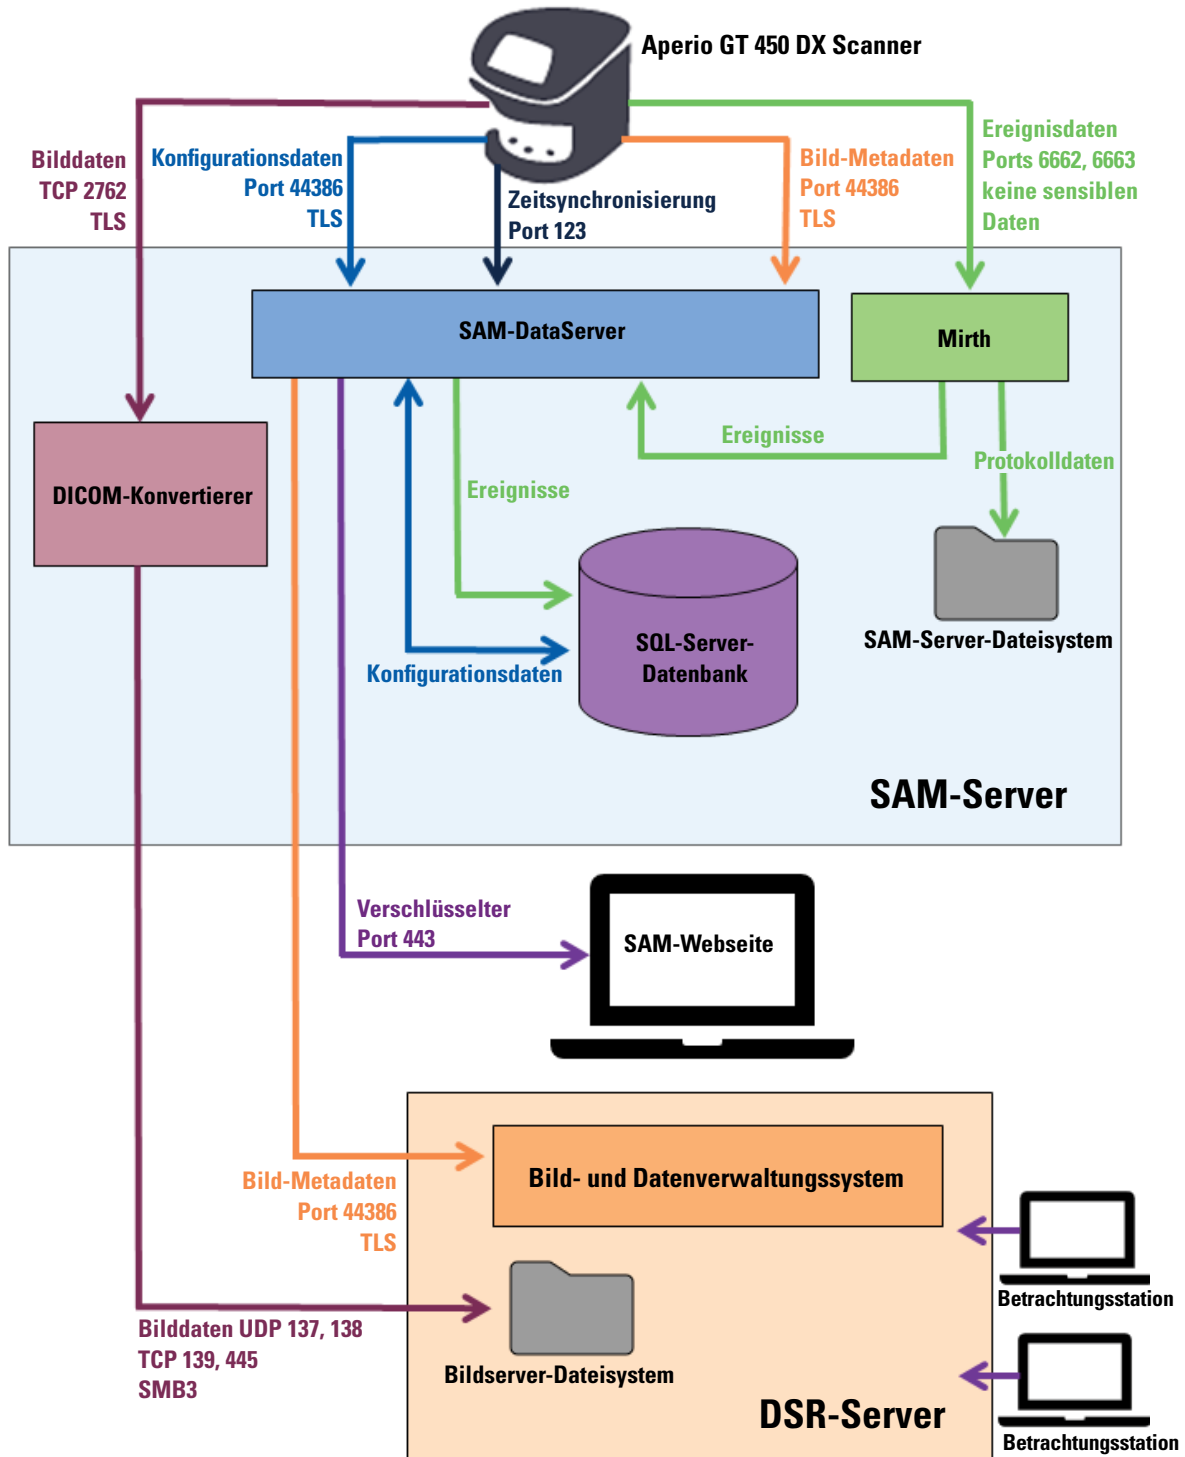 Aperio GT 450 DX Scanner
Bilddaten
TCP 2762
TLS
Konfigurationsdaten
Port 44386
TLS
Zeitsynchronisierung
Port 123
Bild-Metadaten
Port 44386
TLS
Ereignisdaten
Ports 6662, 6663
keine sensiblen
Daten
SAM-DataServer
Mirth
DICOM-Konvertierer
Ereignisse
Ereignisse
Protokolldaten
SAM-Server-Dateisystem
SQL-Server-
Datenbank
Konfigurationsdaten
SAM-Server
Verschlüsselter
Port 443
SAM-Webseite
Bild-Metadaten
Port 44386
TLS
Bild- und Datenverwaltungssystem
Betrachtungsstation
Bilddaten UDP 137, 138
TCP 139, 445
SMB3
Bildserver-Dateisystem
DSR-Server
Betrachtungsstation